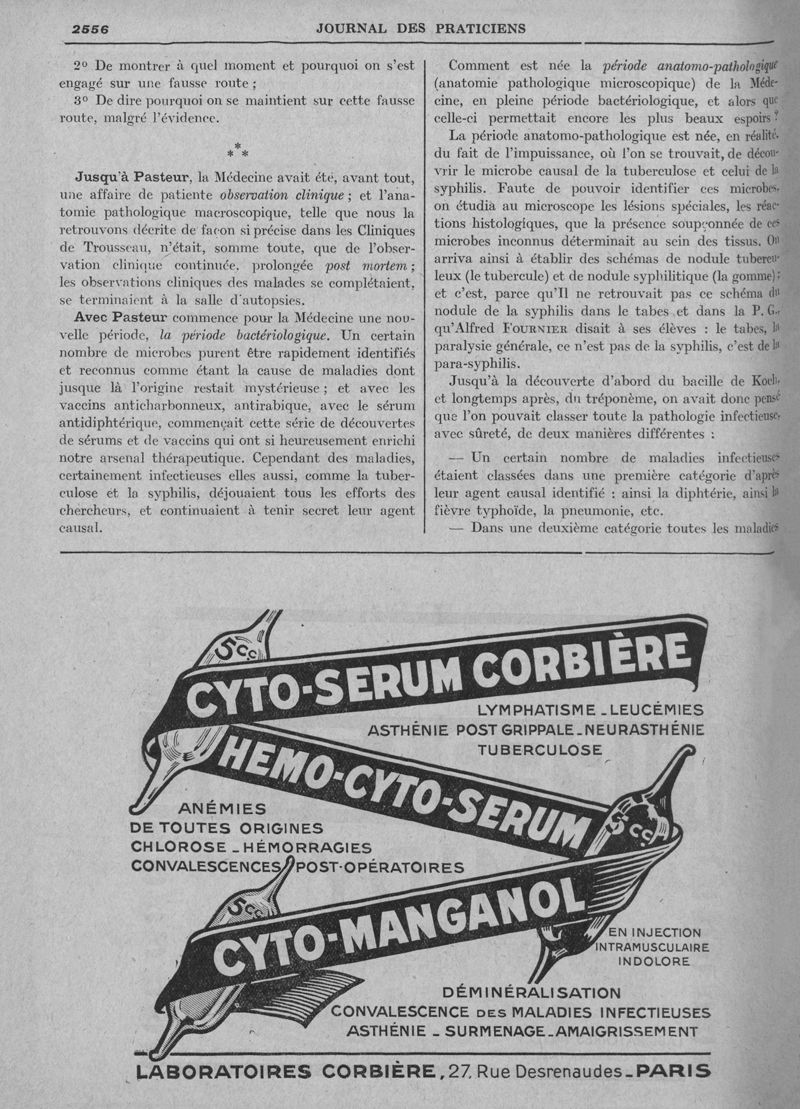 2556
JOURNAL DES PRATICIENS
2º De montrer à quel moment et pourquoi on s'est
engagé sur une fausse route ;
3º De dire pourquoi on se maintient sur cette fausse
route, malgré l'évidence.
*
* *
Jusqu'à Pasteur, la Médecine avait été, avant tout,
une affaire de patiente observation clinique ; et l'ana-
tomie pathologique macroscopique, telle que nous la
retrouvons décrite de façon si précise dans les Cliniques
de Trousseau, n'était, somme toute, que de l'obser-
vation clinique continuée, prolongée post mortem ;
les observations cliniques des malades se complétaient,
se terminaient à la salle d'autopsies.
Avec Pasteur commence pour la Médecine une nou-
velle période, la période bactériologique. Un certain
nombre de microbes purent être rapidement identifiés
et reconnus comme étant la cause de maladies dont
jusque là l'origine restait mystérieuse ; et avec les
vaccins anticharbonneux, antirabique, avec le sérum
antidiphtérique, commençait cette série de découvertes
de sérums et de vaccins qui ont si heureusement enrichi
notre arsenal thérapeutique. Cependant des maladies,
certainement infectieuses elles aussi, comme la tuber-
culose et la syphilis, déjouaient tous les efforts des
chercheurs, et continuaient à tenir secret leur agent
causal.
Comment est née la période anatomo-pathologique
(anatomie pathologique microscopique) de la Méde-
cine, en pleine période bactériologique, et alors que
celle-ci permettait encore les plus beaux espoirs ?
La période anatomo-pathologique est née, en réalité,
du fait de l'impuissance, où l'on se trouvait, de décou-
vrir le microbe causal de la tuberculose et celui de la
syphilis. Faute de pouvoir identifier ces microbes,
on étudia au microscope les lésions spéciales, les réac-
tions histologiques, que la présence soupçonnée de ces
microbes inconnus déterminait au sein des tissus. On
arriva ainsi à établir des schémas de nodule tubercu-
leux (le tubercule) et de nodule syphilitique (la gomme) ;
et c'est, parce qu'Il ne retrouvait pas ce schéma du
nodule de la syphilis dans le tabes et dans la P. G.,
qu'Alfred FOURNIER disait à ses élèves : le tabes, la
paralysie générale, ce n'est pas de la syphilis, c'est de la
para-syphilis.
Jusqu'à la découverte d'abord du bacille de Koch,
et longtemps après, du tréponème, on avait donc pensé
que l'on pouvait classer toute la pathologie infectieuse,
avec sûreté, de deux manières différentes :
— Un certain nombre de maladies infectieuses
étaient classées dans une première catégorie d'après
leur agent causal identifié : ainsi la diphtérie, ainsi la
fièvre typhoïde, la pneumonie, etc.
— Dans une deuxième catégorie toutes les maladies
5cc
CYTO-SERUM CORBIÈRE
LYMPHATISME _ LEUCÉMIES
ASTHÉNIE POST GRIPPALE _ NEURASTHÉNIE
TUBERCULOSE
HEMO-CYTO-SERUM
5cc
ANÉMIES
DE TOUTES ORIGINES
CHLOROSE _ HÉMORRAGIES
CONVALESCENCES POST-OPÉRATOIRES
5cc
CYTO-MANGANOL
EN INJECTION
INTRAMUSCULAIRE
INDOLORE
DÉMINÉRALISATION
CONVALESCENCE DES MALADIES INFECTIEUSES
ASTHÉNIE _ SURMENAGE _ AMAIGRISSEMENT
LABORATOIRES CORBIÈRE, 27, Rue Desrenaudes _ PARIS